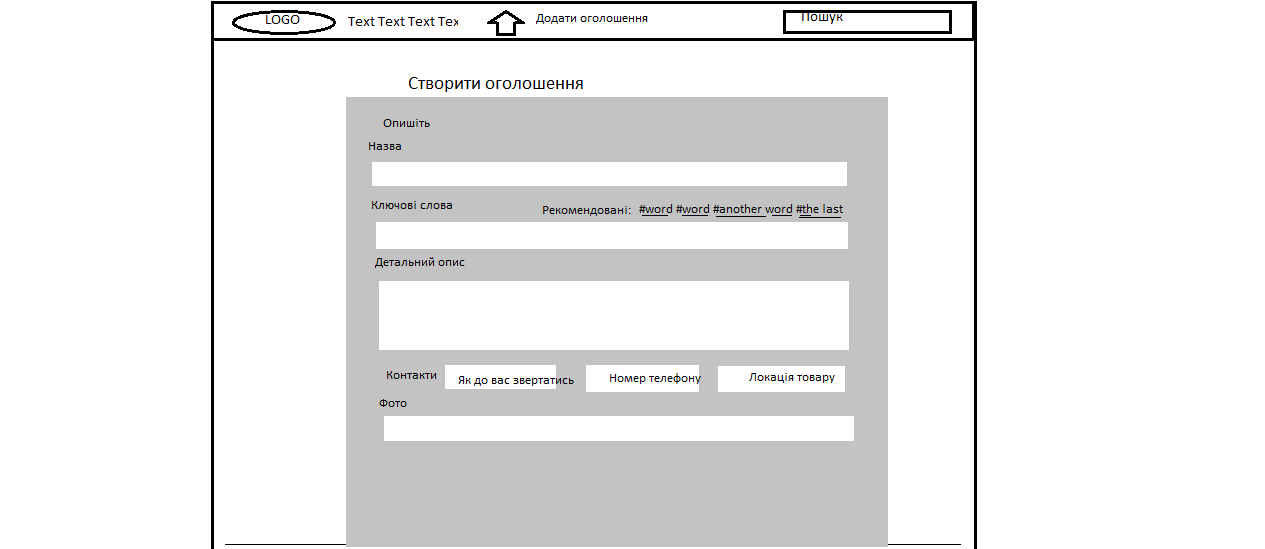 LOGO Text Text Text Tex Додати оголошення Пошук
Створити оголошення
Опишіть
Назва
Ключові слова Рекомендовані: #word #word #another word #the last
Детальний опис
Контакти Як до вас звертатись Номер телефону Локація товару
Фото